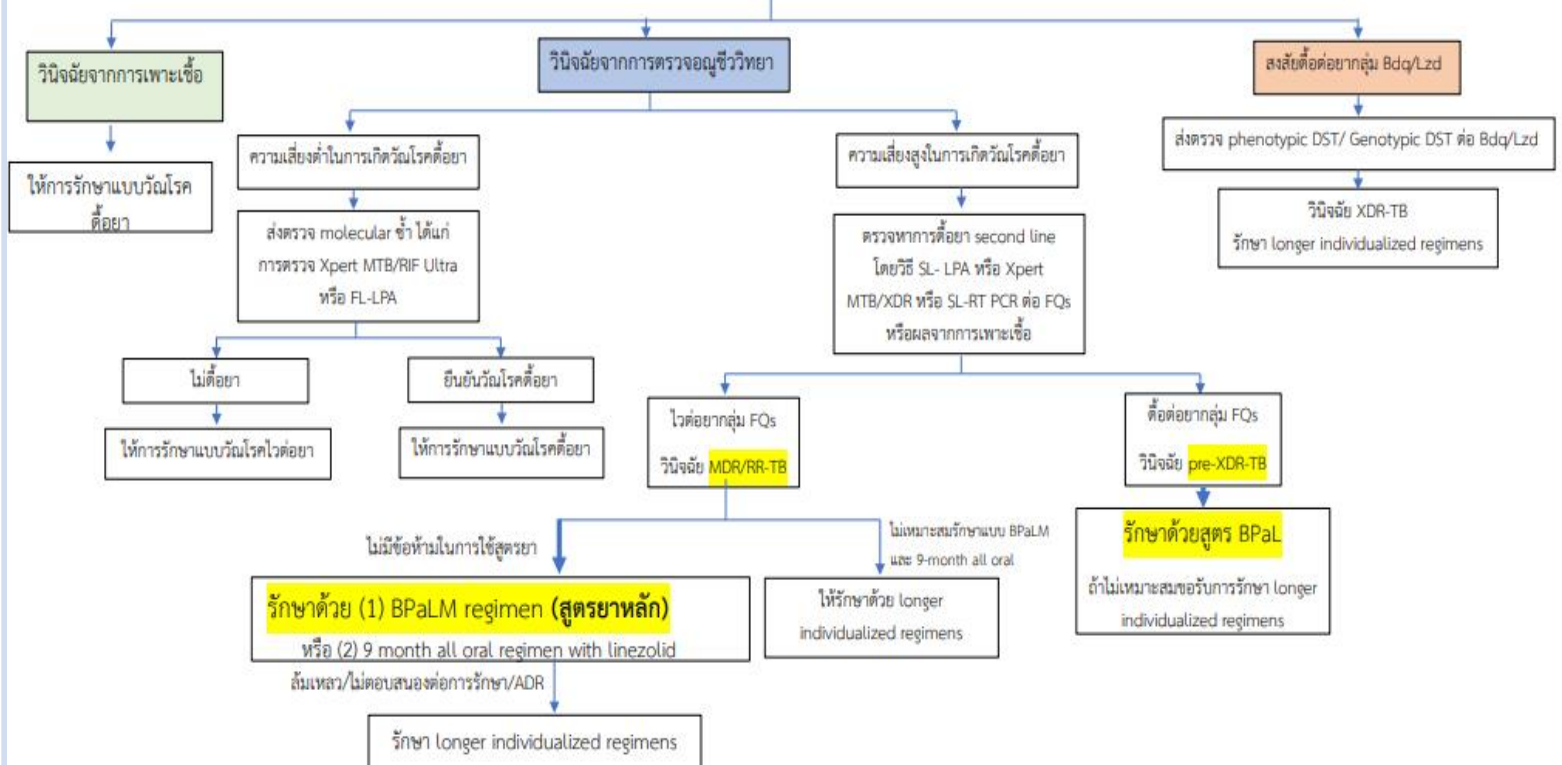 วินิจฉัยจากการเพาะเชื้อ
ให้การรักษาแบบวัณโรค
ดื้อยา
วินิจฉัยจากการตรวจอณูชีววิทยา
ความเสี่ยงต่ำในการเกิดวัณโรคดื้อยา
ส่งตรวจ molecular ซ้ำ ได้แก่
การตรวจ Xpert MTB/RIF Ultra
หรือ FL-LPA
ไม่ดื้อยา
ให้การรักษาแบบวัณโรคไวต่อยา
ยืนยันวัณโรคดื้อยา
ให้การรักษาแบบวัณโรคดื้อยา
ความเสี่ยงสูงในการเกิดวัณโรคดื้อยา
ตรวจหาการดื้อยา second line
โดยวิธี SL- LPA หรือ Xpert
MTB/XDR หรือ SL-RT PCR ต่อ FQs
หรือผลจากการเพาะเชื้อ
ไวต่อยากลุ่ม FQs
วินิจฉัย MDR/RR-TB
ไม่มีข้อห้ามในการใช้สูตรยา
รักษาด้วย (1) BPaLM regimen (สูตรยาหลัก)
หรือ (2) 9 month all oral regimen with linezolid
ล้มเหลว/ไม่ตอบสนองต่อการรักษา/ADR
รักษา longer individualized regimens
ไม่เหมาะสมรักษาแบบ BPaLM
และ 9-month all oral
ให้รักษาด้วย longer
individualized regimens
ดื้อต่อยากลุ่ม FQs
วินิจฉัย pre-XDR-TB
รักษาด้วยสูตร BPaL
ถ้าไม่เหมาะสมขอรับการรักษา longer
individualized regimens
สงสัยดื้อต่อยากลุ่ม Bdq/Lzd
ส่งตรวจ phenotypic DST/ Genotypic DST ต่อ Bdq/Lzd
วินิจฉัย XDR-TB
รักษา longer individualized regimens